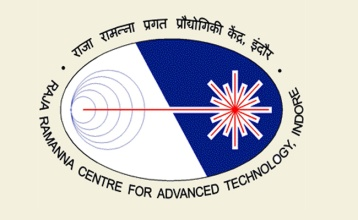 राजा रामन्ना प्रगत प्रौद्योगिकी केंद्र, इंदौर
RAJA RAMANNA CENTRE FOR ADVANCED TECHNOLOGY, INDORE